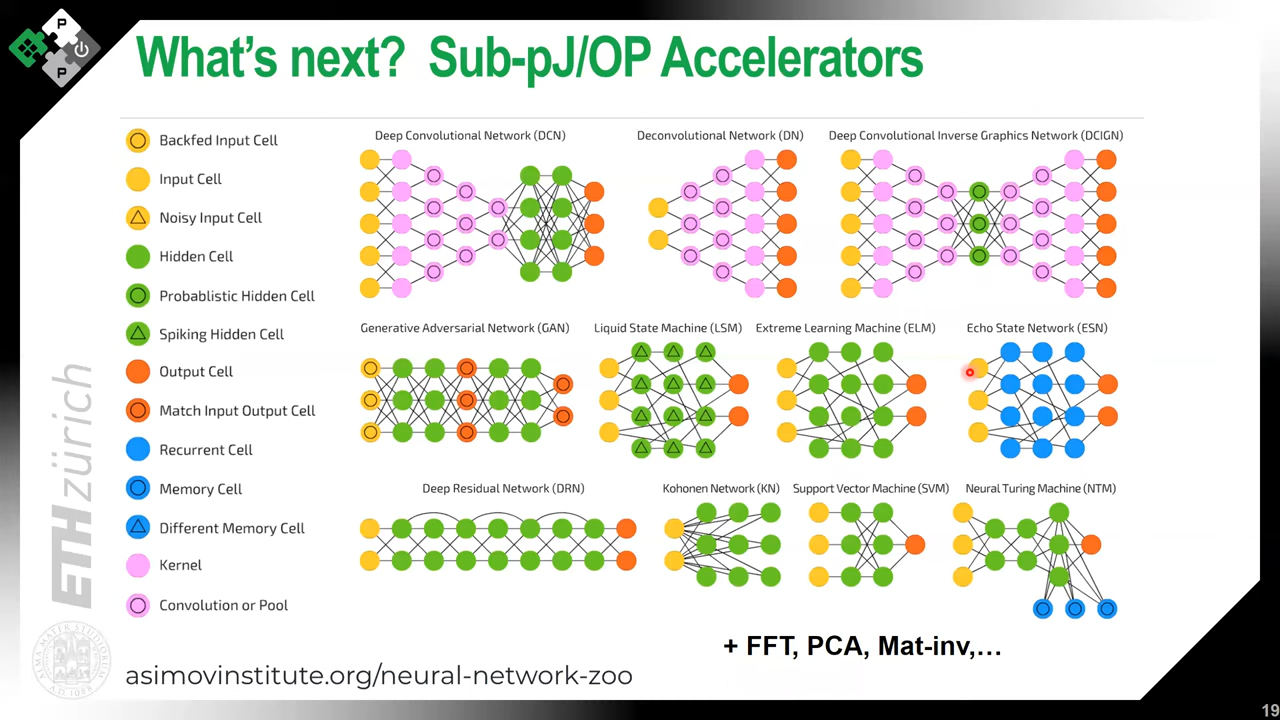 P
P
What's next? Sub-pJ/OP Accelerators
Backfed Input Cell
Input Cell
Noisy Input Cell
Hidden Cell
Probablistic Hidden Cell
Spiking Hidden Cell
Output Cell
Match Input Output Cell
Recurrent Cell
Memory Cell
Different Memory Cell
Kernel
Convolution or Pool
Deep Convolutional Network (DCN)
Deconvolutional Network (DN)
Deep Convolutional Inverse Graphics Network (DCIGN)
Generative Adversarial Network (GAN)
Liquid State Machine (LSM)
Extreme Learning Machine (ELM)
Echo State Network (ESN)
Deep Residual Network (DRN)
Kohonen Network (KN)
Support Vector Machine (SVM)
Neural Turing Machine (NTM)
+ FFT, PCA, Mat-inv,...
asimovinstitute.org/neural-network-zoo
ETH zürich
19